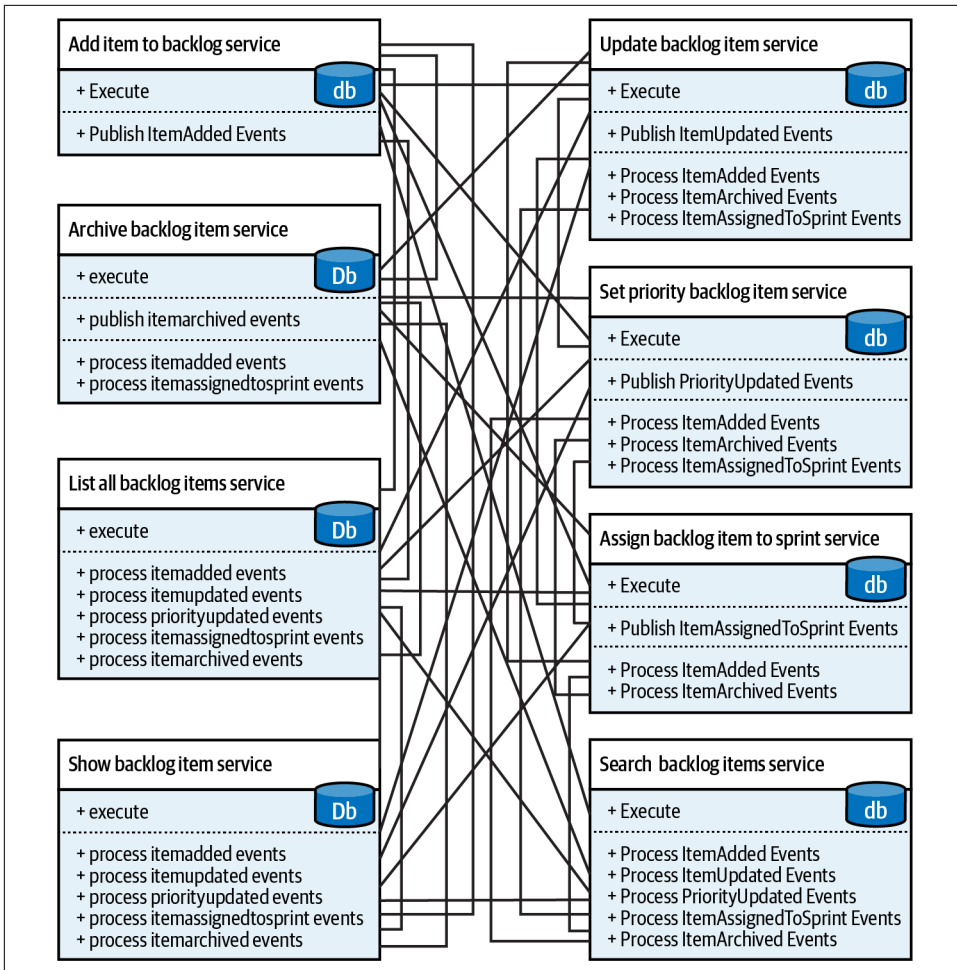 Add item to backlog service
+ Execute
db
+ Publish ItemAdded Events
Archive backlog item service
+ execute
Db
+ publish itemarchived events
+ process itemadded events
+ process itemassignedtosprint events
List all backlog items service
+ execute
Db
+ process itemadded events
+ process itemupdated events
+ process priorityupdated events
+ process itemassignedtosprint events
+ process itemarchived events
Show backlog item service
+ execute
Db
+ process itemadded events
+ process itemupdated events
+ process priorityupdated events
+ process itemassignedtosprint events
+ process itemarchived events
Update backlog item service
+ Execute
db
+ Publish ItemUpdated Events
+ Process ItemAdded Events
+ Process ItemArchived Events
+ Process ItemAssignedToSprint Events
Set priority backlog item service
+ Execute
db
+ Publish PriorityUpdated Events
+ Process ItemAdded Events
+ Process ItemArchived Events
+ Process ItemAssignedToSprint Events
Assign backlog item to sprint service
+ Execute
db
+ Publish ItemAssignedToSprint Events
+ Process ItemAdded Events
+ Process ItemArchived Events
Search backlog items service
+ Execute
db
+ Process ItemAdded Events
+ Process ItemUpdated Events
+ Process PriorityUpdated Events
+ Process ItemAssignedToSprint Events
+ Process ItemArchived Events